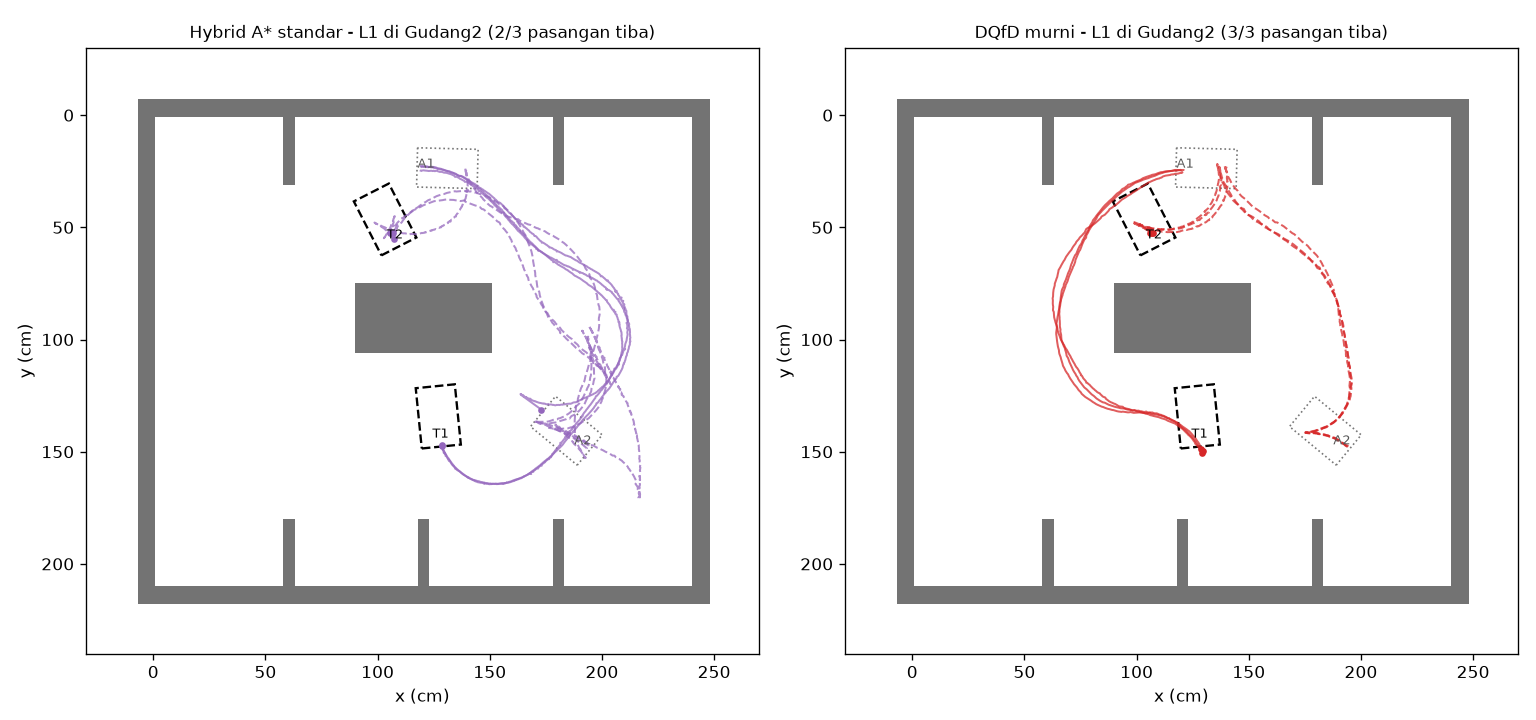 Hybrid A* standar - L1 di Gudang2 (2/3 pasangan tiba)
A1
T2
T1
A2
0
50
100
150
200
y (cm)
0
50
100
150
200
250
x (cm)
DQfD murni - L1 di Gudang2 (3/3 pasangan tiba)
A1
T2
T1
A2
0
50
100
150
200
y (cm)
0
50
100
150
200
250
x (cm)